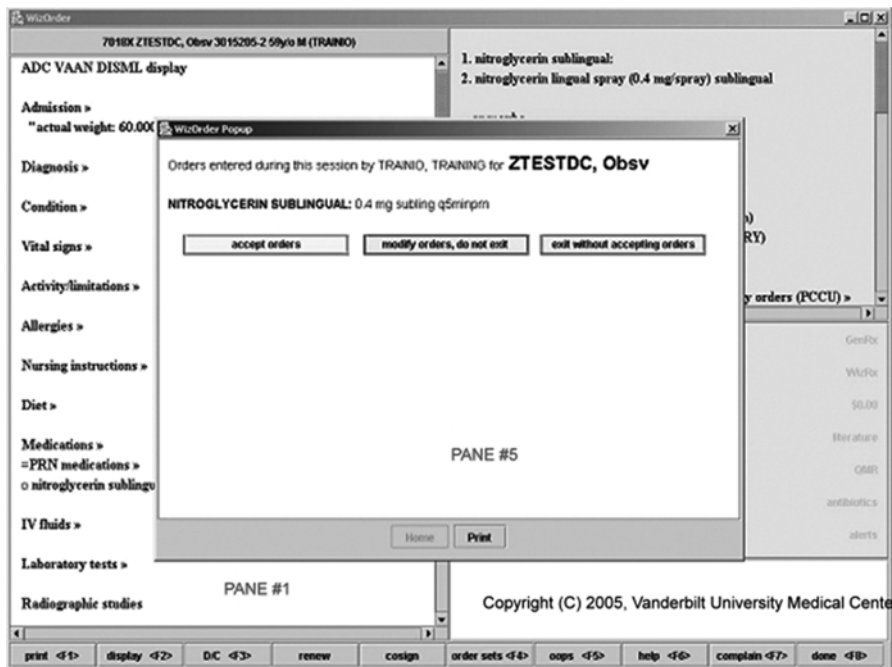 WizOrder
7018X ZTESTDC, Obsv 3015205-2 59y/o M (TRAINIO)
ADC VAAN DISML display
Admission »
"actual weight: 60.000
Diagnosis »
Condition »
Vital signs »
Activity/limitations »
Allergies »
Nursing instructions »
Diet »
Medications »
=PRN medications »
o nitroglycerin sublingu
IV fluids »
Laboratory tests »
Radiographic studies
PANE #1
1. nitroglycerin sublingual:
2. nitroglycerin lingual spray (0.4 mg/spray) sublingual
RY)
y orders (PCCU) »
WizOrder Popup
Orders entered during this session by TRAINIO, TRAINING for ZTESTDC, Obsv
NITROGLYCERIN SUBLINGUAL: 0.4 mg subling q5minprn
accept orders modify orders, do not exit exit without accepting orders
PANE #5
Home Print
GenRx
WizRx
$0.00
literature
QMR
antibiotics
alerts
Copyright (C) 2005, Vanderbilt University Medical Cente
print <F1> display <F2> D/C <F3> renew cosign order sets <F4> oops <F5> help <F6> complain <F7> done <F8>